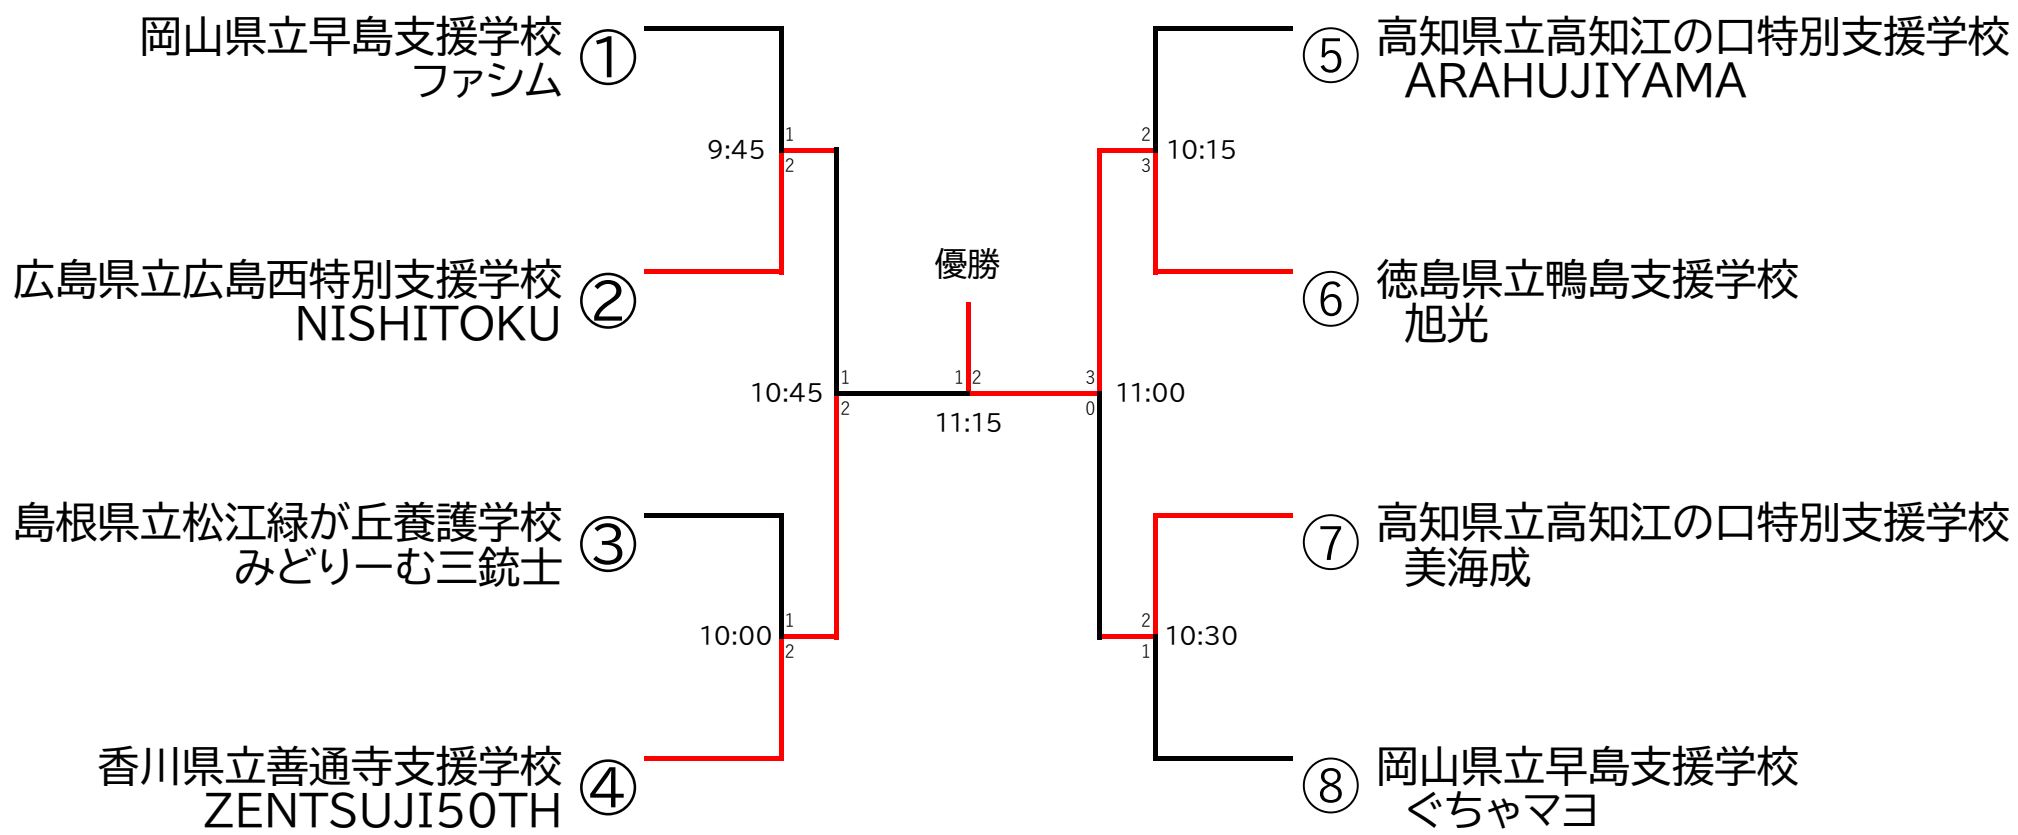 岡山県立早島支援学校
ファシム
①
広島県立広島西特別支援学校
NISHITOKU
②
島根県立松江緑が丘養護学校
みどりーむ三銃士
③
香川県立善通寺支援学校
ZENTSUJI50TH
④
9:45
1
2
10:00
1
2
10:45
1
2
優勝
1 2
11:15
3
0
11:00
2
3
10:15
2
1
10:30
⑤
高知県立高知江の口特別支援学校
ARAHUJIYAMA
⑥
徳島県立鴨島支援学校
旭光
⑦
高知県立高知江の口特別支援学校
美海成
⑧
岡山県立早島支援学校
ぐちゃマヨ